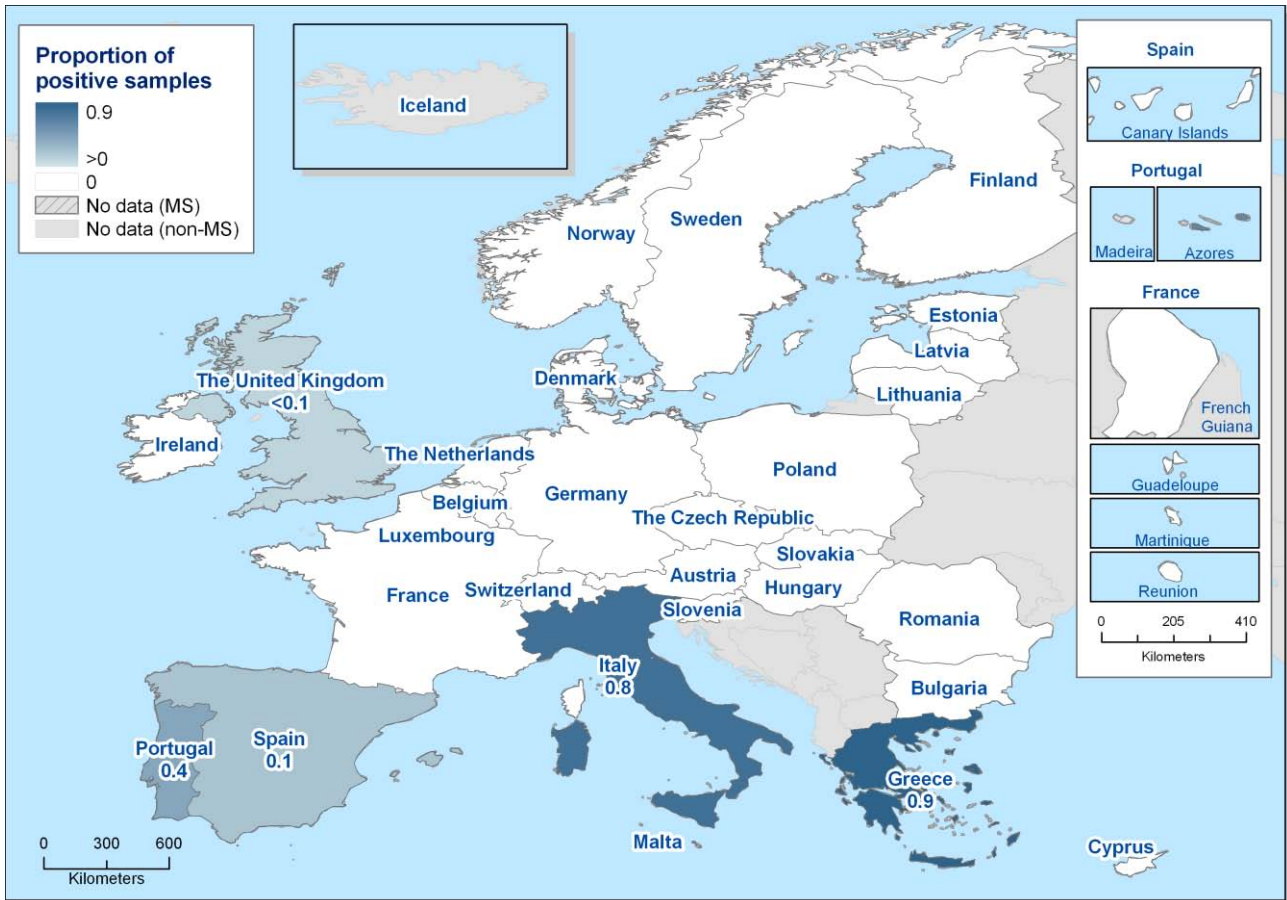 Proportion of
positive samples
0.9
>0
0
No data (MS)
No data (non-MS)
Iceland
Norway
Sweden
Finland
Estonia
Latvia
Lithuania
Denmark
The United Kingdom
<0.1
Ireland
The Netherlands
Belgium
Luxembourg
Germany
Poland
The Czech Republic
Slovakia
Austria
Hungary
Switzerland
France
Slovenia
Romania
Bulgaria
Italy
0.8
Portugal
0.4
Spain
0.1
Greece
0.9
Malta
Cyprus
0 300 600
Kilometers
Spain
Canary Islands
Portugal
Madeira
Azores
France
French
Guiana
Guadeloupe
Martinique
Reunion
0 205 410
Kilometers